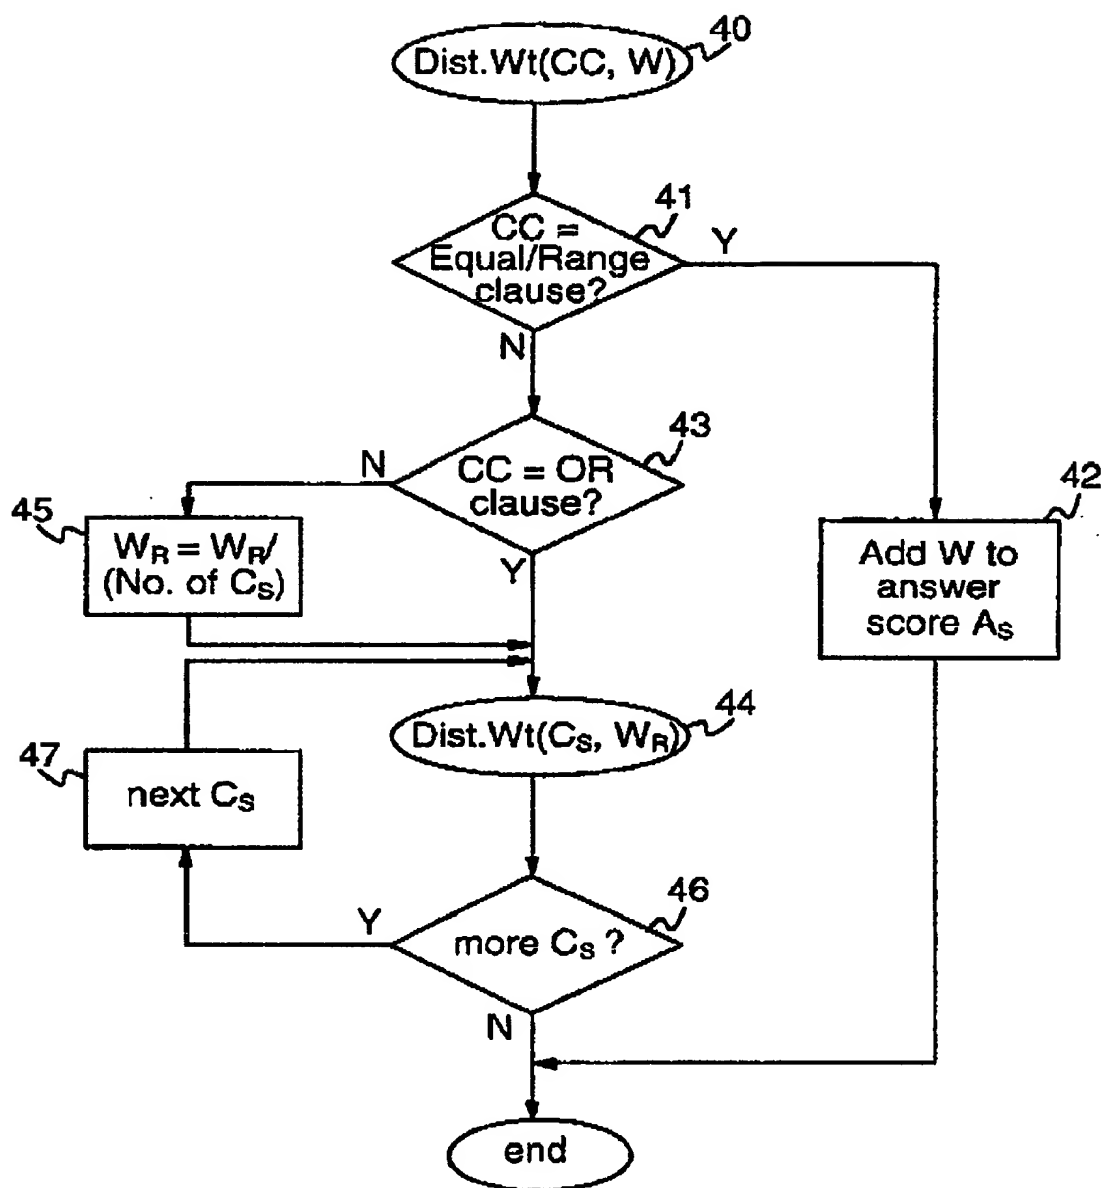 40
Dist.Wt(CC, W)
41
CC =
Equal/Range
clause?
Y
N
43
CC = OR
clause?
N
Y
45
W_R = W_R/
(No. of C_S)
42
Add W to
answer
score A_S
44
Dist.Wt(C_S, W_R)
47
next C_S
46
more C_S ?
Y
N
end